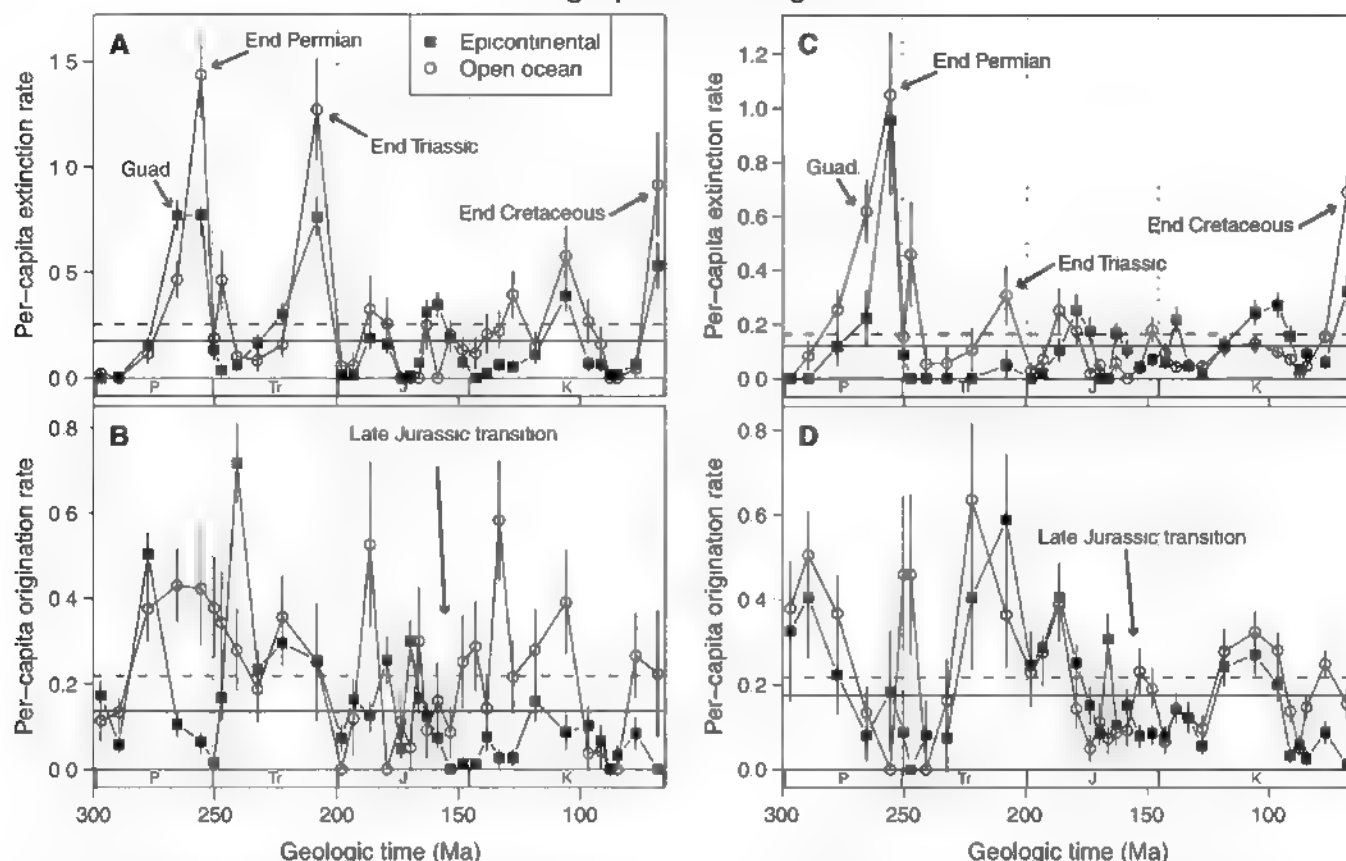 A
End Permian
Epicontinental
Open ocean
Guad
End Triassic
End Cretaceous
Per-capita extinction rate
1.5
1 0
0 5
0.0
P
Tr
J
K
C
End Permian
Guad.
End Triassic
End Cretaceous
Per-capita extinction rate
1.2
1.0
0.8
0.6
0.4
0.2
0.0
P
J
K
B
Late Jurassic transition
Per-capita origination rate
0.8
0.6
0.4
0.2
0.0
P
Tr
J
K
300
250
200
150
100
Geologic time (Ma)
D
Late Jurassic transition
Per-capita origination rate
0.8
0.6
0.4
0.2
0.0
P
Tr
J
K
300
250
200
150
100
Geologic time (Ma)